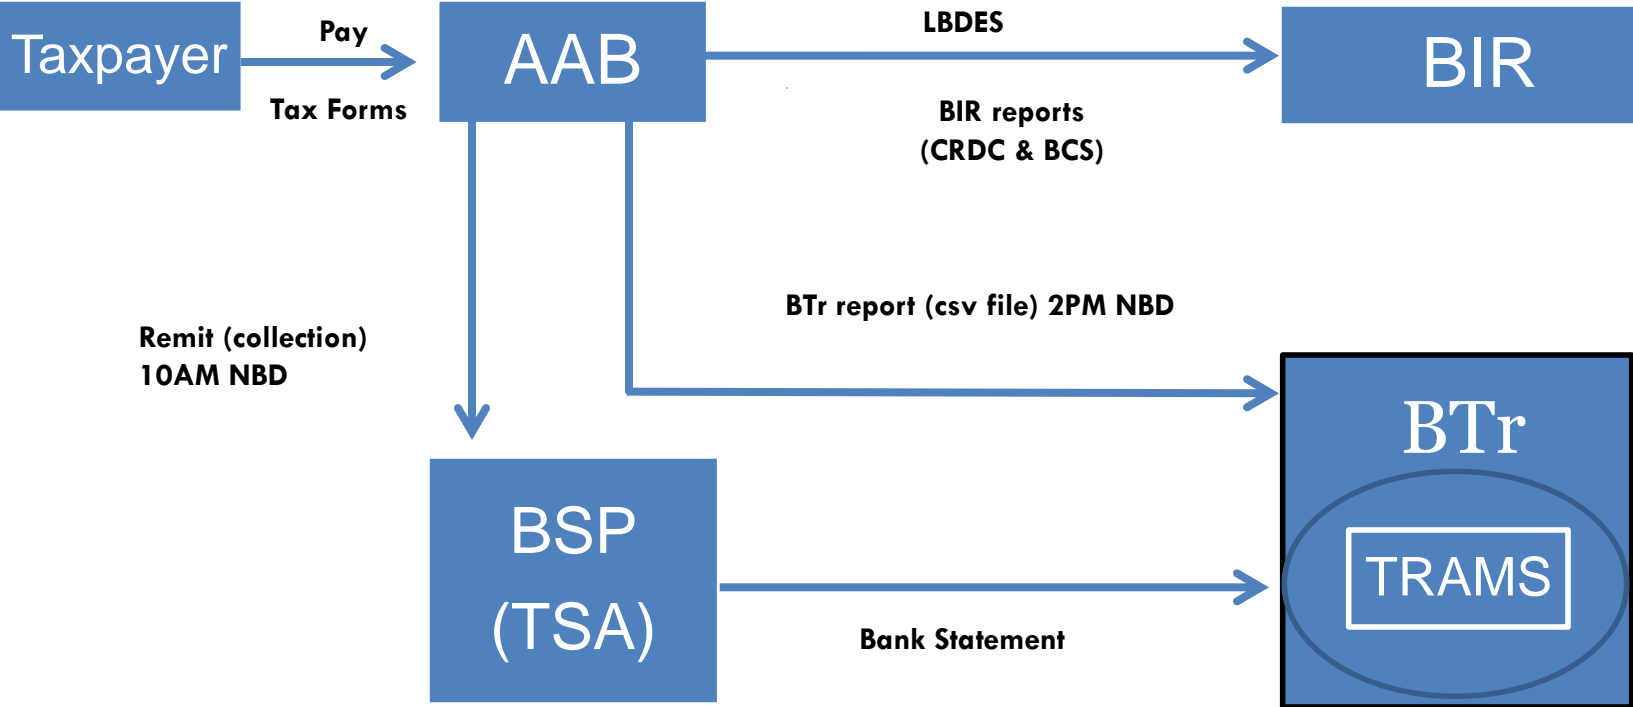 Taxpayer
Pay
Tax Forms
AAB
LBDES
BIR reports
(CRDC & BCS)
BIR
Remit (collection)
10AM NBD
BTr report (csv file) 2PM NBD
BSP
(TSA)
Bank Statement
BTr
TRAMS